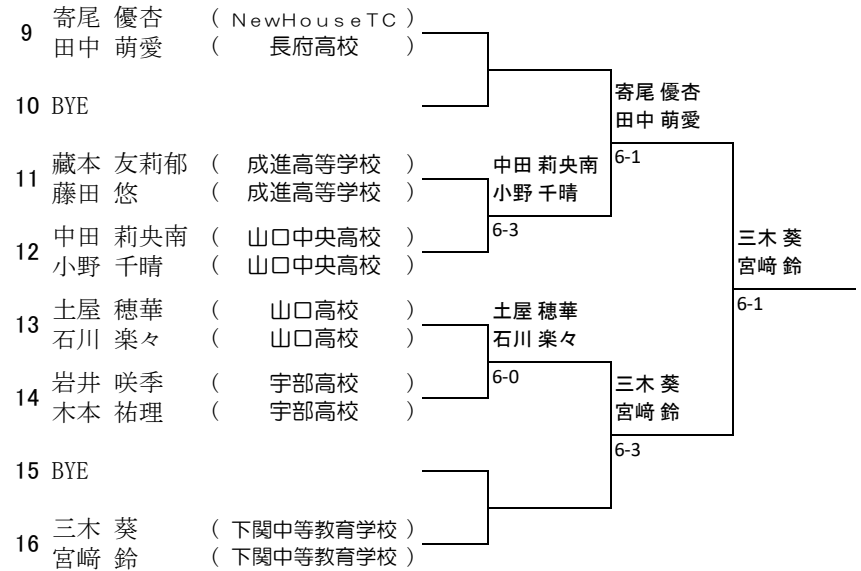 9 寄尾 優杏 ( NewHouseTC )
田中 萌愛 ( 長府高校 )
10 BYE
11 藏本 友莉郁 ( 成進高等学校 )
藤田 悠 ( 成進高等学校 )
12 中田 莉央南 ( 山口中央高校 )
小野 千晴 ( 山口中央高校 )
13 土屋 穂華 ( 山口高校 )
石川 楽々 ( 山口高校 )
14 岩井 咲季 ( 宇部高校 )
木本 祐理 ( 宇部高校 )
15 BYE
16 三木 葵 ( 下関中等教育学校 )
宮﨑 鈴 ( 下関中等教育学校 )
中田 莉央南
小野 千晴
6-3
土屋 穂華
石川 楽々
6-0
寄尾 優杏
田中 萌愛
6-1
三木 葵
宮﨑 鈴
6-3
三木 葵
宮﨑 鈴
6-1